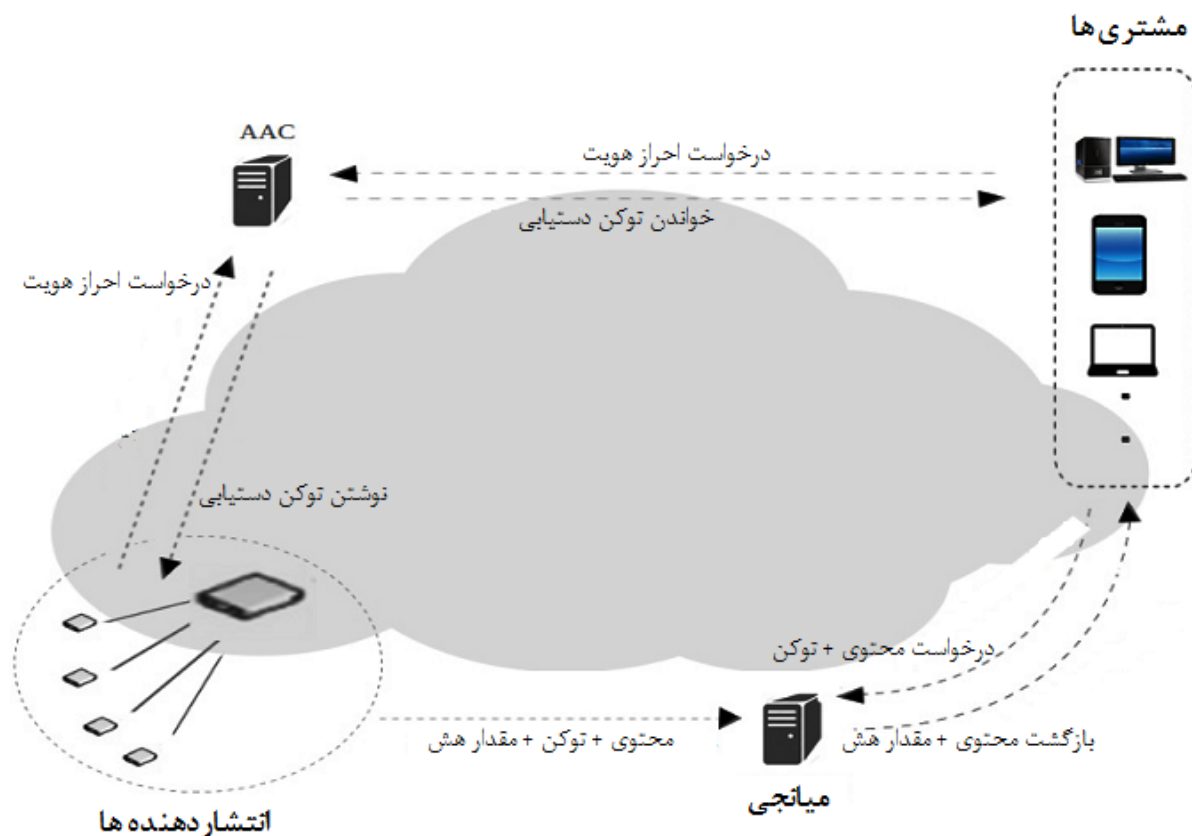 مشتری‌ها
AAC
درخواست احراز هویت
خواندن توکن دستیابی
درخواست احراز هویت
نوشتن توکن دستیابی
درخواست محتوی + توکن
محتوی + توکن + مقدار هش
بازگشت محتوی + مقدار هش
میانجی
انتشاردهنده ها